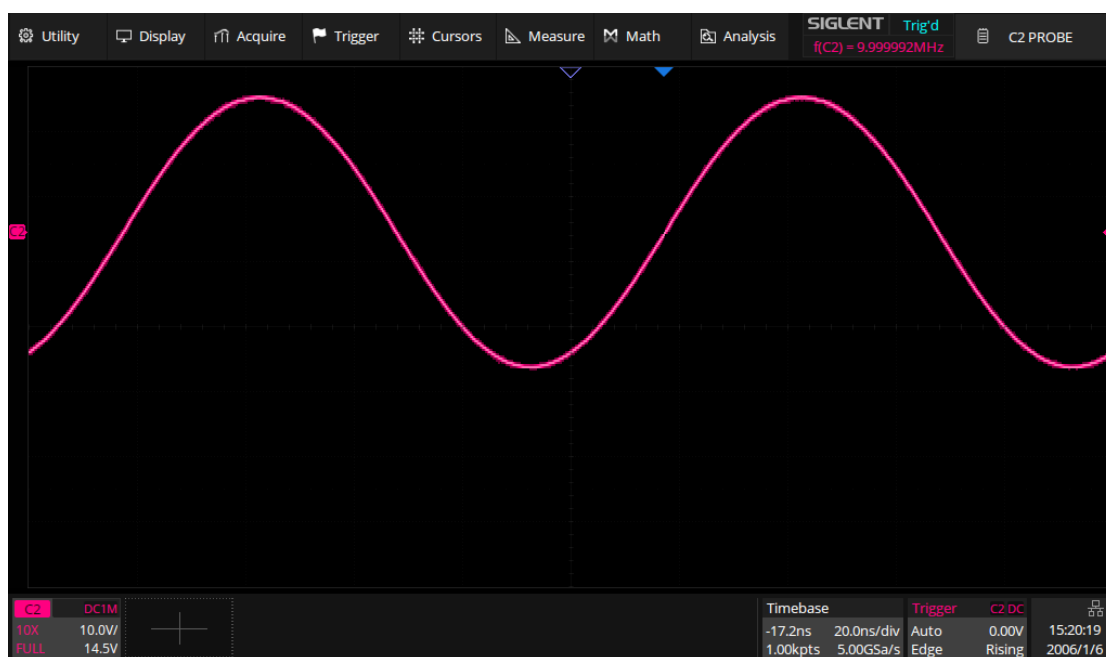 Utility Display Acquire Trigger Cursors Measure Math Analysis SIGLENT Trig'd C2 PROBE
f(C2) = 9.999992MHz
C2
C2 DC1M Timebase Trigger C2 DC
10X 10.0V/ -17.2ns 20.0ns/div Auto 0.00V 15:20:19
FULL 14.5V 1.00kpts 5.00GSa/s Edge Rising 2006/1/6